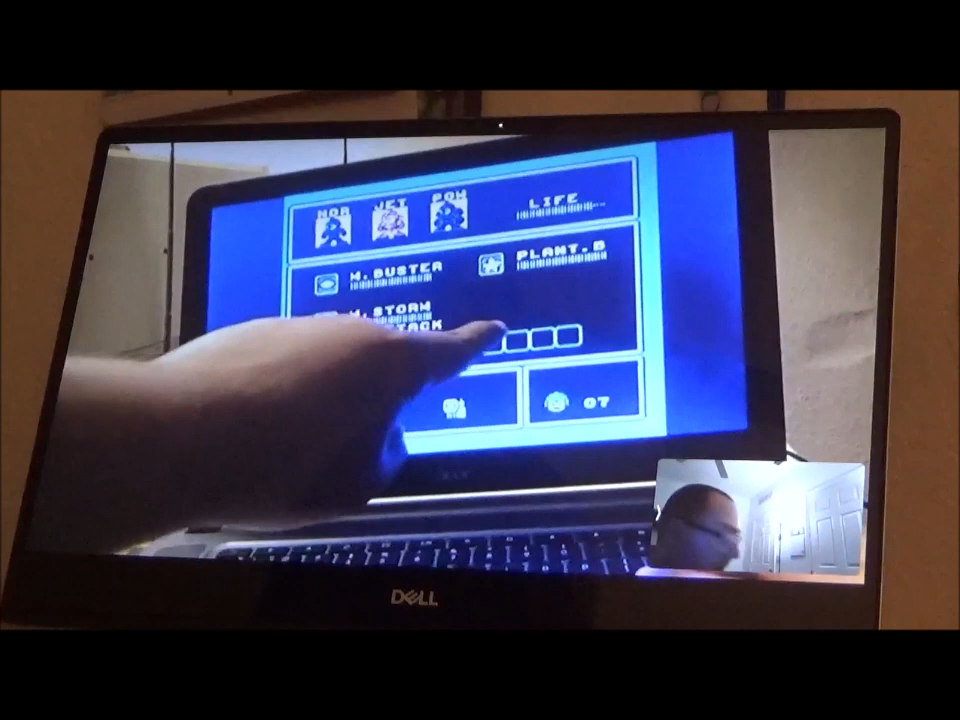 NOR JET POW
LIFE
M.BUSTER
PLANT.B
W.STORM
07
DELL